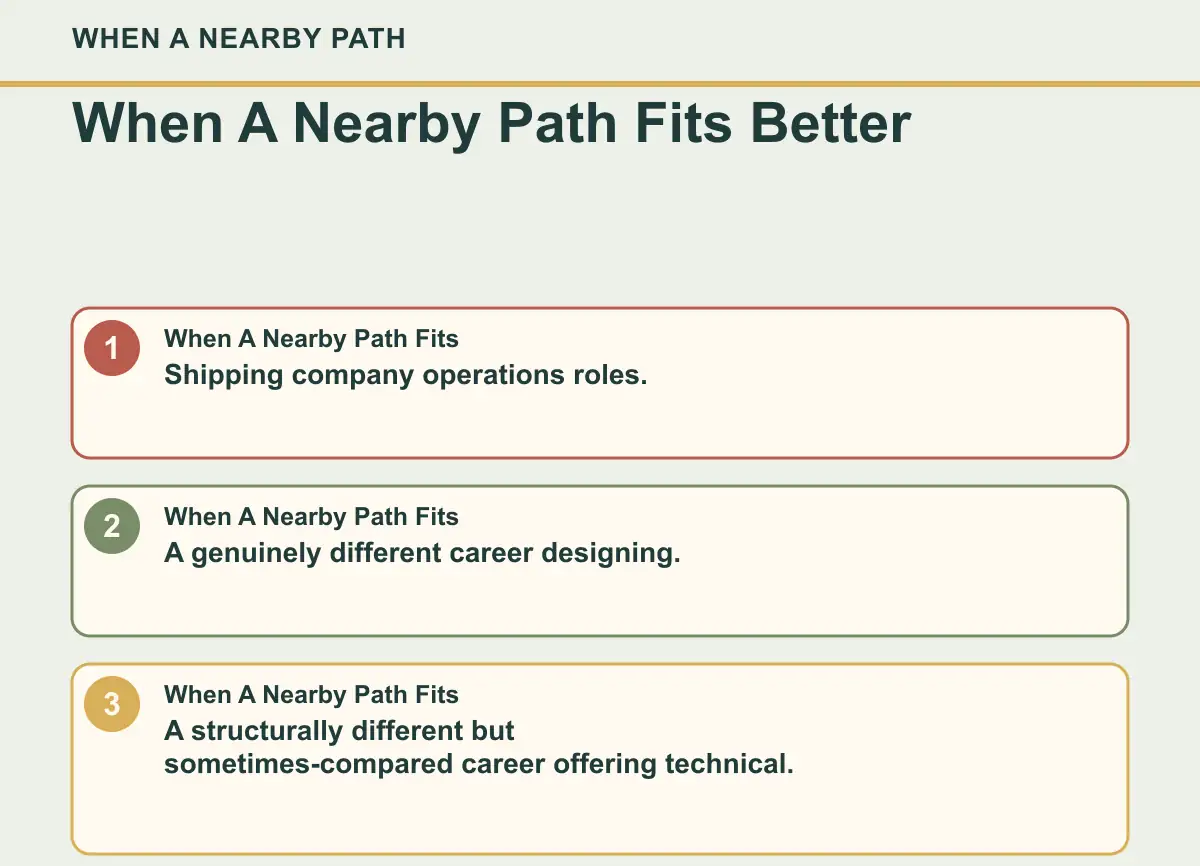 WHEN A NEARBY PATH
When A Nearby Path Fits Better
1
When A Nearby Path Fits
Shipping company operations roles.
2
When A Nearby Path Fits
A genuinely different career designing.
3
When A Nearby Path Fits
A structurally different but
sometimes-compared career offering technical.